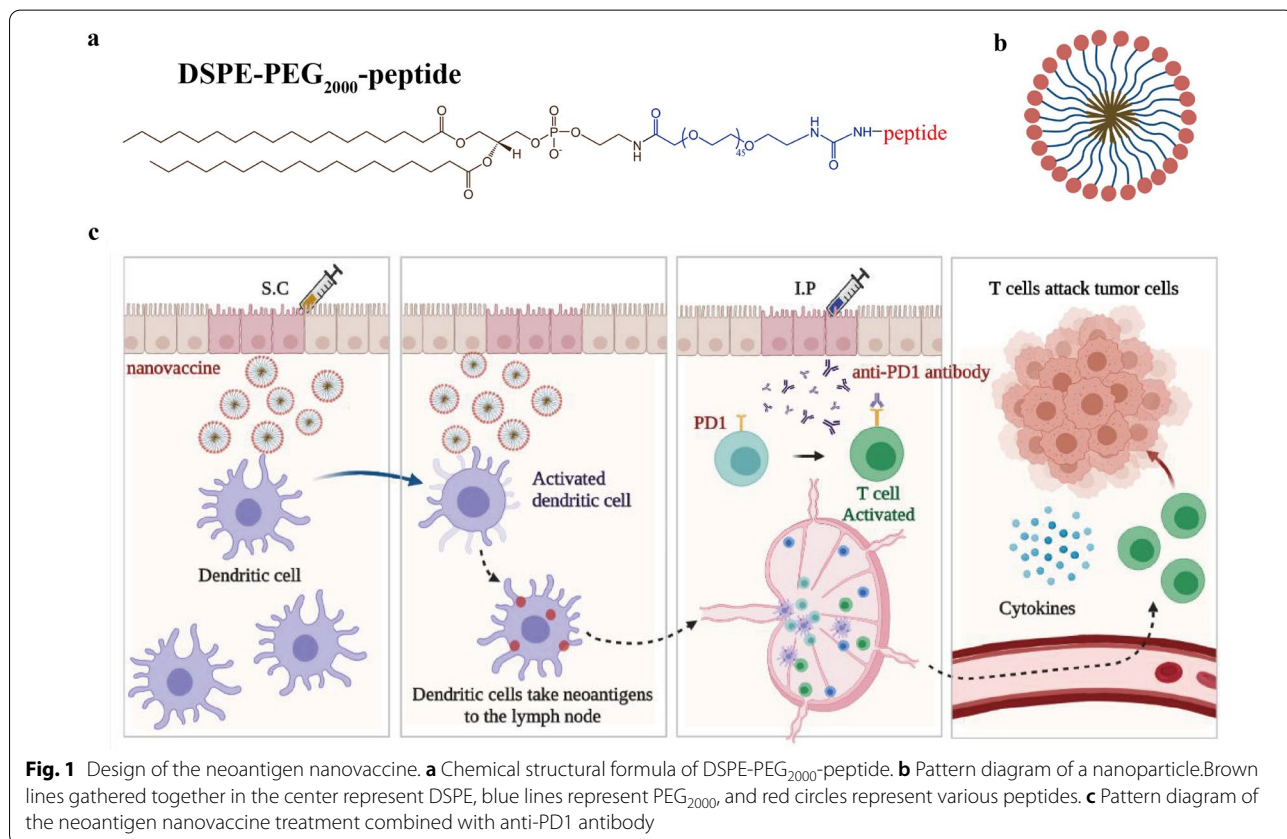 a
DSPE-PEG2000-peptide
O
O
O
P
O
O
O-
H
O
O
N
H
O
O
O
45
O
H
N
O
NH
peptide
b
c
S.C
nanovaccine
Dendritic cell
Activated
dendritic cell
Dendritic cells take neoantigens
to the lymph node
I.P
anti-PD1 antibody
PD1
T cell
Activated
T cells attack tumor cells
Cytokines
Fig. 1 Design of the neoantigen nanovaccine. a Chemical structural formula of DSPE-PEG2000-peptide. b Pattern diagram of a nanoparticle.Brown
lines gathered together in the center represent DSPE, blue lines represent PEG2000, and red circles represent various peptides. c Pattern diagram of
the neoantigen nanovaccine treatment combined with anti-PD1 antibody